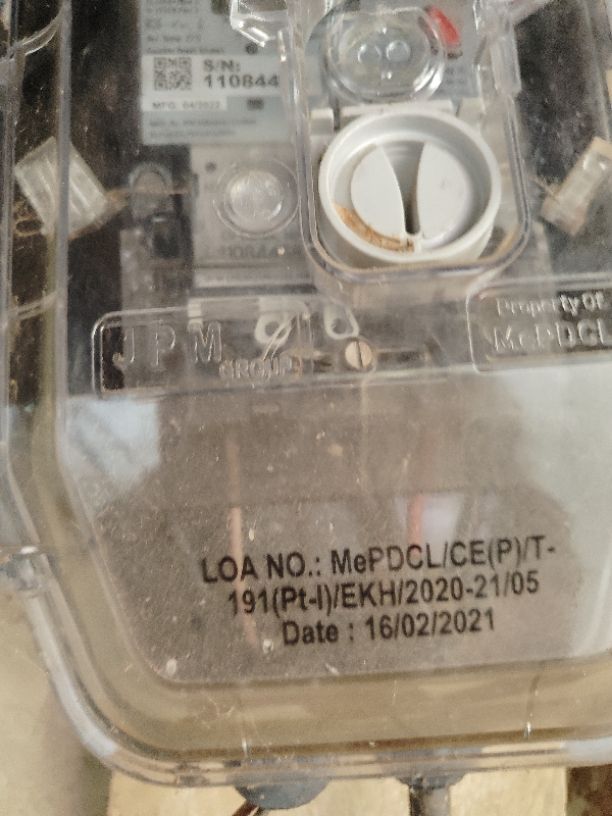 S/N:
110844
MFG. 04/2022
JPM
GROUP
Property Of
MePDCL
LOA NO.: MePDCL/CE(P)/T-
191(Pt-I)/EKH/2020-21/05
Date : 16/02/2021